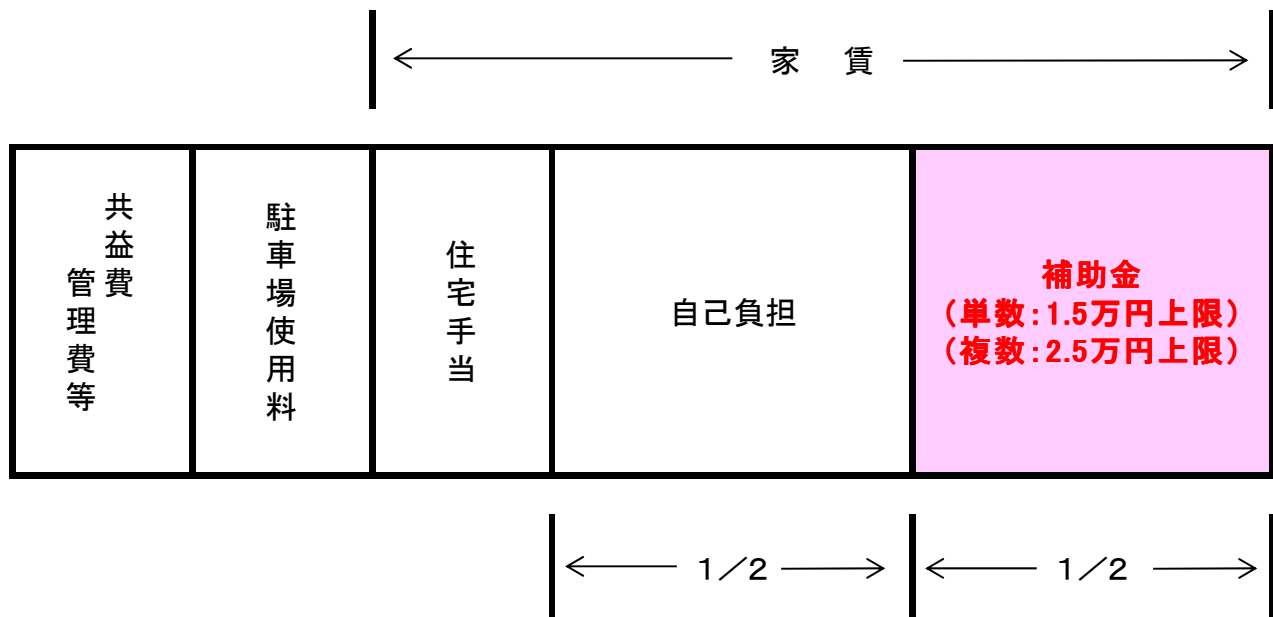 家　賃
共益費
管理費等
駐車場使用料
住宅手当
自己負担
補助金
（単数：1.5万円上限）
（複数：2.5万円上限）
１／２
１／２